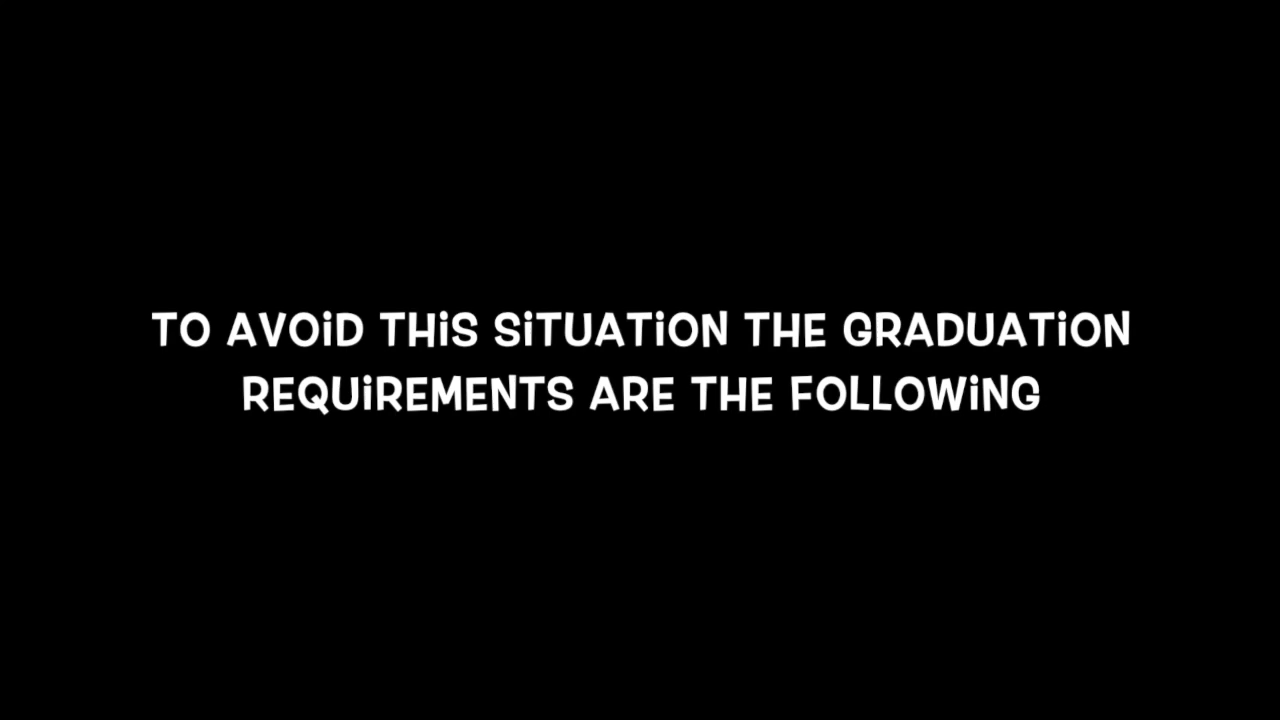 TO AVOiD THiS SiTUATiON THE GRADUATiON
REQUiREMENTS ARE THE FOLLOWiNG